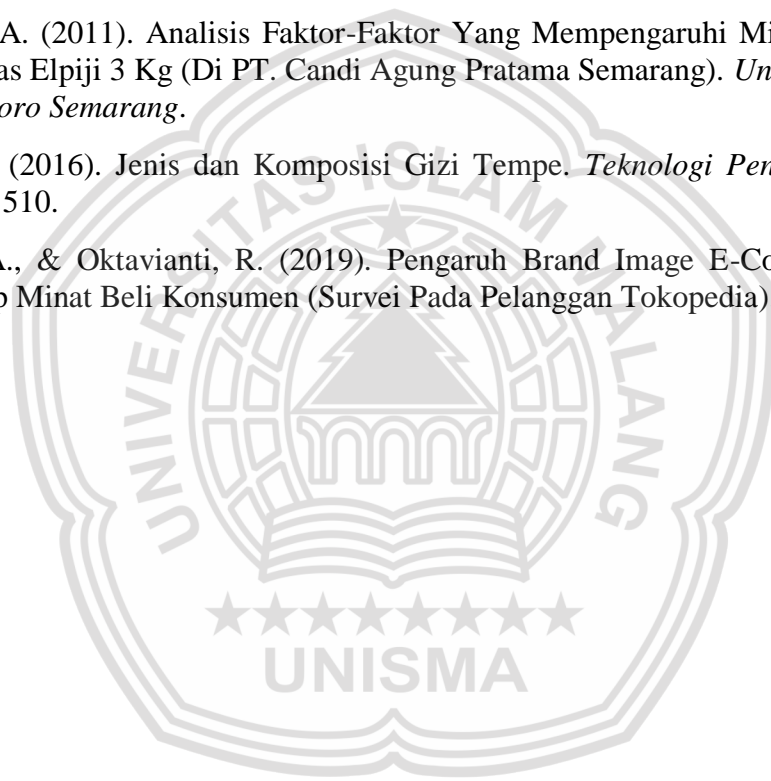 A. (2011). Analisis Faktor-Faktor Yang Mempengaruhi Mi
as Elpiji 3 Kg (Di PT. Candi Agung Pratama Semarang). Un
oro Semarang.
(2016). Jenis dan Komposisi Gizi Tempe. Teknologi Pen
510.
A., & Oktavianti, R. (2019). Pengaruh Brand Image E-Co
p Minat Beli Konsumen (Survei Pada Pelanggan Tokopedia)
UNIVERSITAS ISLAM MALANG
UNISMA